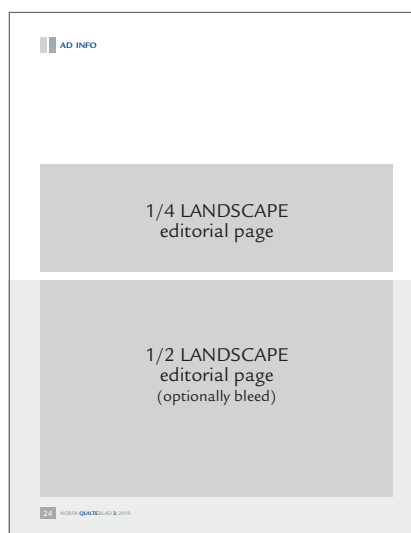 AD INFO
1/4 LANDSCAPE
editorial page
1/2 LANDSCAPE
editorial page
(optionally bleed)
24 NORSK QUILTEBLAD 3/2019